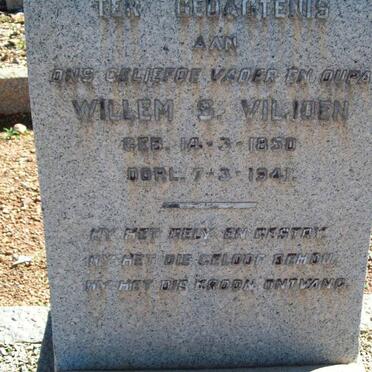 TER GEDAGTENIS
AAN
ONS GELIEFDE VADER EN OUPA
WILLEM S. VILJOEN
GEB. 14-3-1850
OORL. 7-3-1941.
HY HET GELY EN GESTRY.
HY HET DIE GELOOF BEHOU.
HY HET DIE KROON ONTVANG.